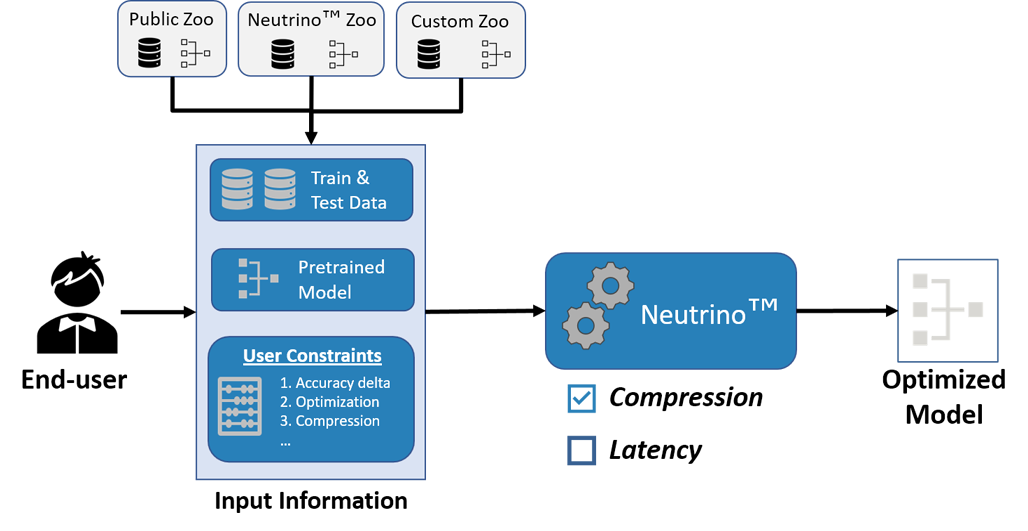 Public Zoo
Neutrino™ Zoo
Custom Zoo
Train &
Test Data
Pretrained
Model
User Constraints
1. Accuracy delta
2. Optimization
3. Compression
...
Input Information
End-user
Neutrino™
Compression
Latency
Optimized
Model